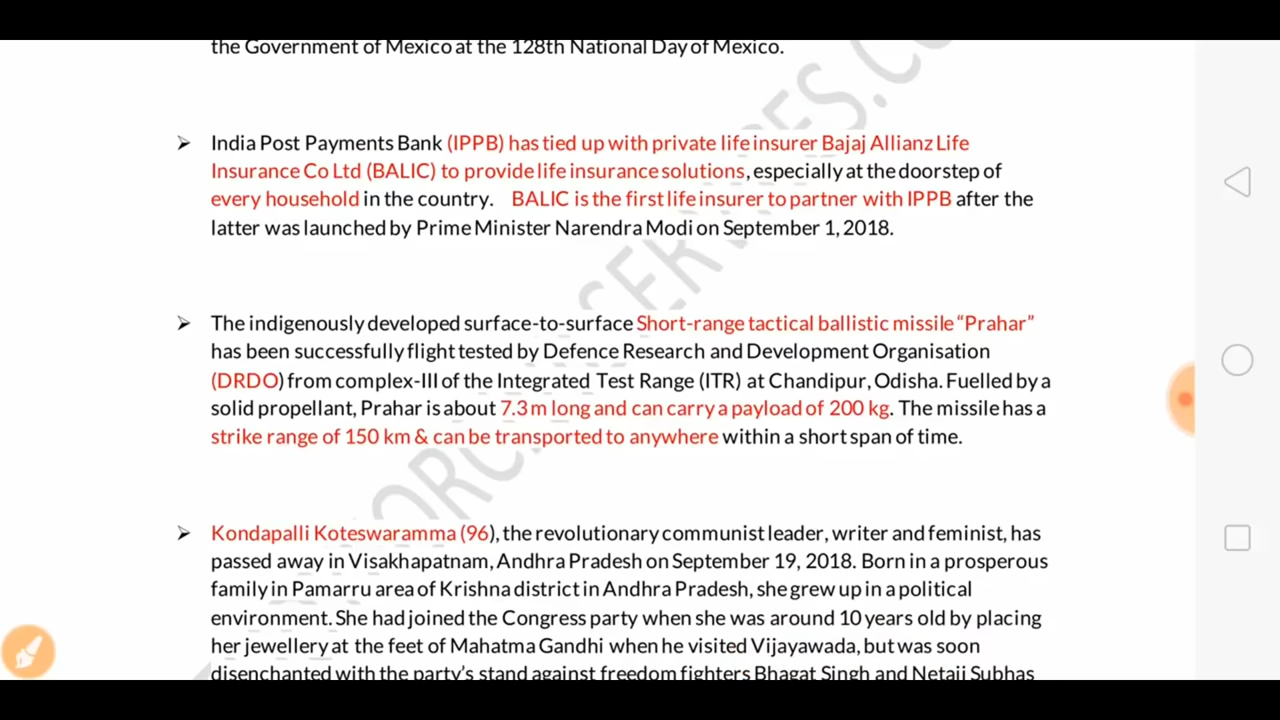 the Government of Mexico at the 128th National Day of Mexico.
➢ India Post Payments Bank (IPPB) has tied up with private life insurer Bajaj Allianz Life
Insurance Co Ltd (BALIC) to provide life insurance solutions, especially at the doorstep of
every household in the country. BALIC is the first life insurer to partner with IPPB after the
latter was launched by Prime Minister Narendra Modi on September 1, 2018.
➢ The indigenously developed surface-to-surface Short-range tactical ballistic missile “Prahar”
has been successfully flight tested by Defence Research and Development Organisation
(DRDO) from complex-III of the Integrated Test Range (ITR) at Chandipur, Odisha. Fuelled by a
solid propellant, Prahar is about 7.3 m long and can carry a payload of 200 kg. The missile has a
strike range of 150 km & can be transported to anywhere within a short span of time.
➢ Kondapalli Koteswaramma (96), the revolutionary communist leader, writer and feminist, has
passed away in Visakhapatnam, Andhra Pradesh on September 19, 2018. Born in a prosperous
family in Pamarru area of Krishna district in Andhra Pradesh, she grew up in a political
environment. She had joined the Congress party when she was around 10 years old by placing
her jewellery at the feet of Mahatma Gandhi when he visited Vijayawada, but was soon
disenchanted with the party’s stand against freedom fighters Bhagat Singh and Netaji Subhas